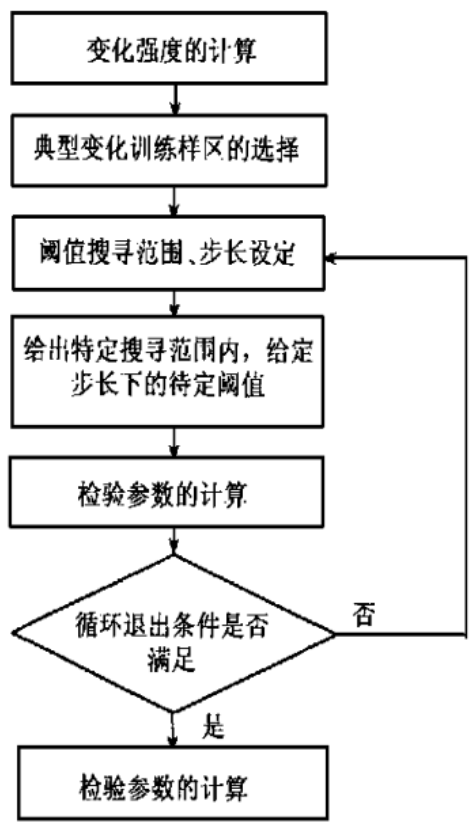 变化强度的计算
典型变化训练样区的选择
阈值搜寻范围、步长设定
给出特定搜寻范围内，给定
步长下的待定阈值
检验参数的计算
循环退出条件是否
满足
否
是
检验参数的计算